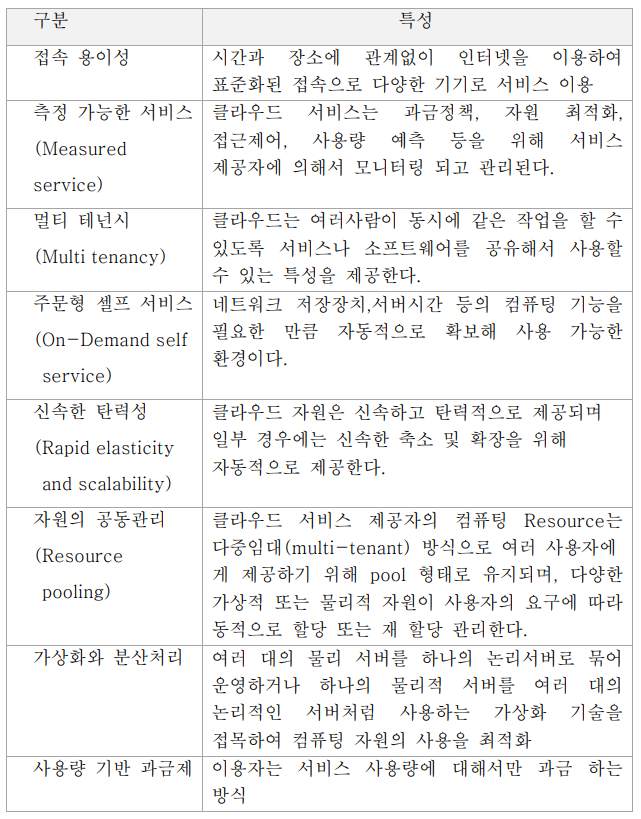 구분
특성
접속 용이성
시간과 장소에 관계없이 인터넷을 이용하여
표준화된 접속으로 다양한 기기로 서비스 이용
측정 가능한 서비스
(Measured
service)
클라우드 서비스는 과금정책, 자원 최적화,
접근제어, 사용량 예측 등을 위해 서비스
제공자에 의해서 모니터링 되고 관리된다.
멀티 테넌시
(Multi tenancy)
클라우드는 여러사람이 동시에 같은 작업을 할 수
있도록 서비스나 소프트웨어를 공유해서 사용할
수 있는 특성을 제공한다.
주문형 셀프 서비스
(On-Demand self
service)
네트워크 저장장치,서버시간 등의 컴퓨팅 기능을
필요한 만큼 자동적으로 확보해 사용 가능한
환경이다.
신속한 탄력성
(Rapid elasticity
and scalability)
클라우드 자원은 신속하고 탄력적으로 제공되며
일부 경우에는 신속한 축소 및 확장을 위해
자동적으로 제공한다.
자원의 공동관리
(Resource
pooling)
클라우드 서비스 제공자의 컴퓨팅 Resource는
다중임대(multi-tenant) 방식으로 여러 사용자에
게 제공하기 위해 pool 형태로 유지되며, 다양한
가상적 또는 물리적 자원이 사용자의 요구에 따라
동적으로 할당 또는 재 할당 관리한다.
가상화와 분산처리
여러 대의 물리 서버를 하나의 논리서버로 묶어
운영하거나 하나의 물리적 서버를 여러 대의
논리적인 서버처럼 사용하는 가상화 기술을
접목하여 컴퓨팅 자원의 사용을 최적화
사용량 기반 과금제
이용자는 서비스 사용량에 대해서만 과금 하는
방식